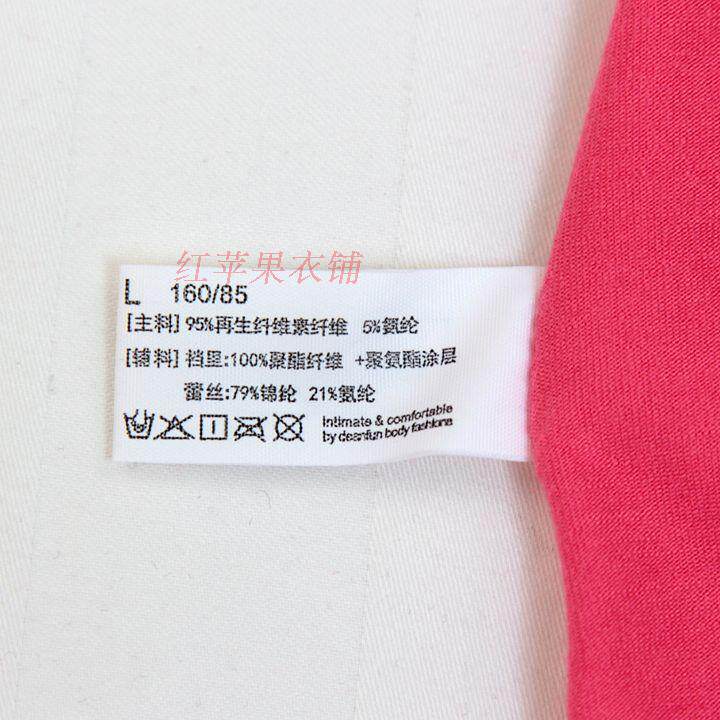 红苹果衣铺
L 160/85
[主料] 95%再生纤维素纤维 5%氨纶
[辅料] 裆里:100%聚酯纤维 +聚氨酯涂层
蕾丝:79%锦纶 21%氨纶
Intimate & comfortable
by deanfun body fashions